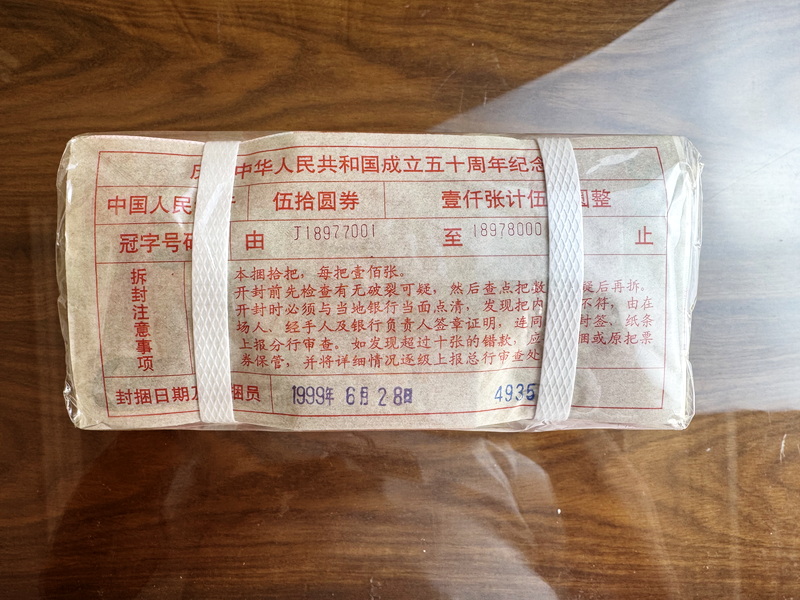 中华人民共和国成立五十周年纪念
中国人民 伍拾圆券 壹仟张计伍 圆整
冠字号码 由 J18977001 至 18978000 止
拆封注意事项
本捆拾把，每把壹佰张。
开封前先检查有无破裂可疑，然后查点把数 后再拆。
开封时必须与当地银行当面点清，发现把内 不符，由在
场人、经手人及银行负责人签章证明，连同 封签、纸条
上报分行审查。如发现超过十张的错款，应 捆或原把票
券保管，并将详细情况逐级上报总行审查处
封捆日期及 捆员 1999年 6月 28日 4935